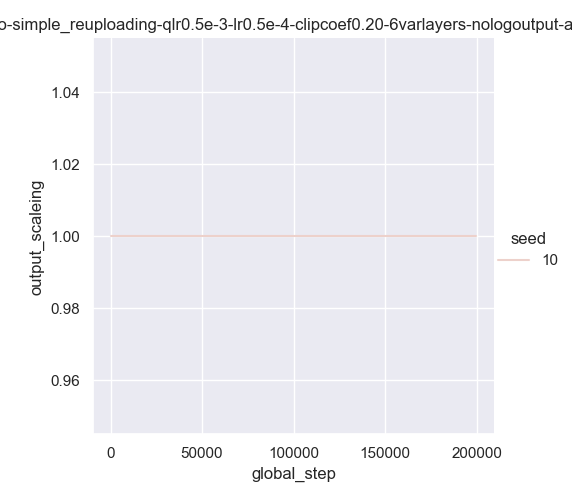 o-simple_reuploading-qlr0.5e-3-lr0.5e-4-clipcoef0.20-6varlayers-nologoutput-a
1.04
1.02
1.00
0.98
0.96
output_scaleing
0
50000
100000
150000
200000
global_step
seed
10